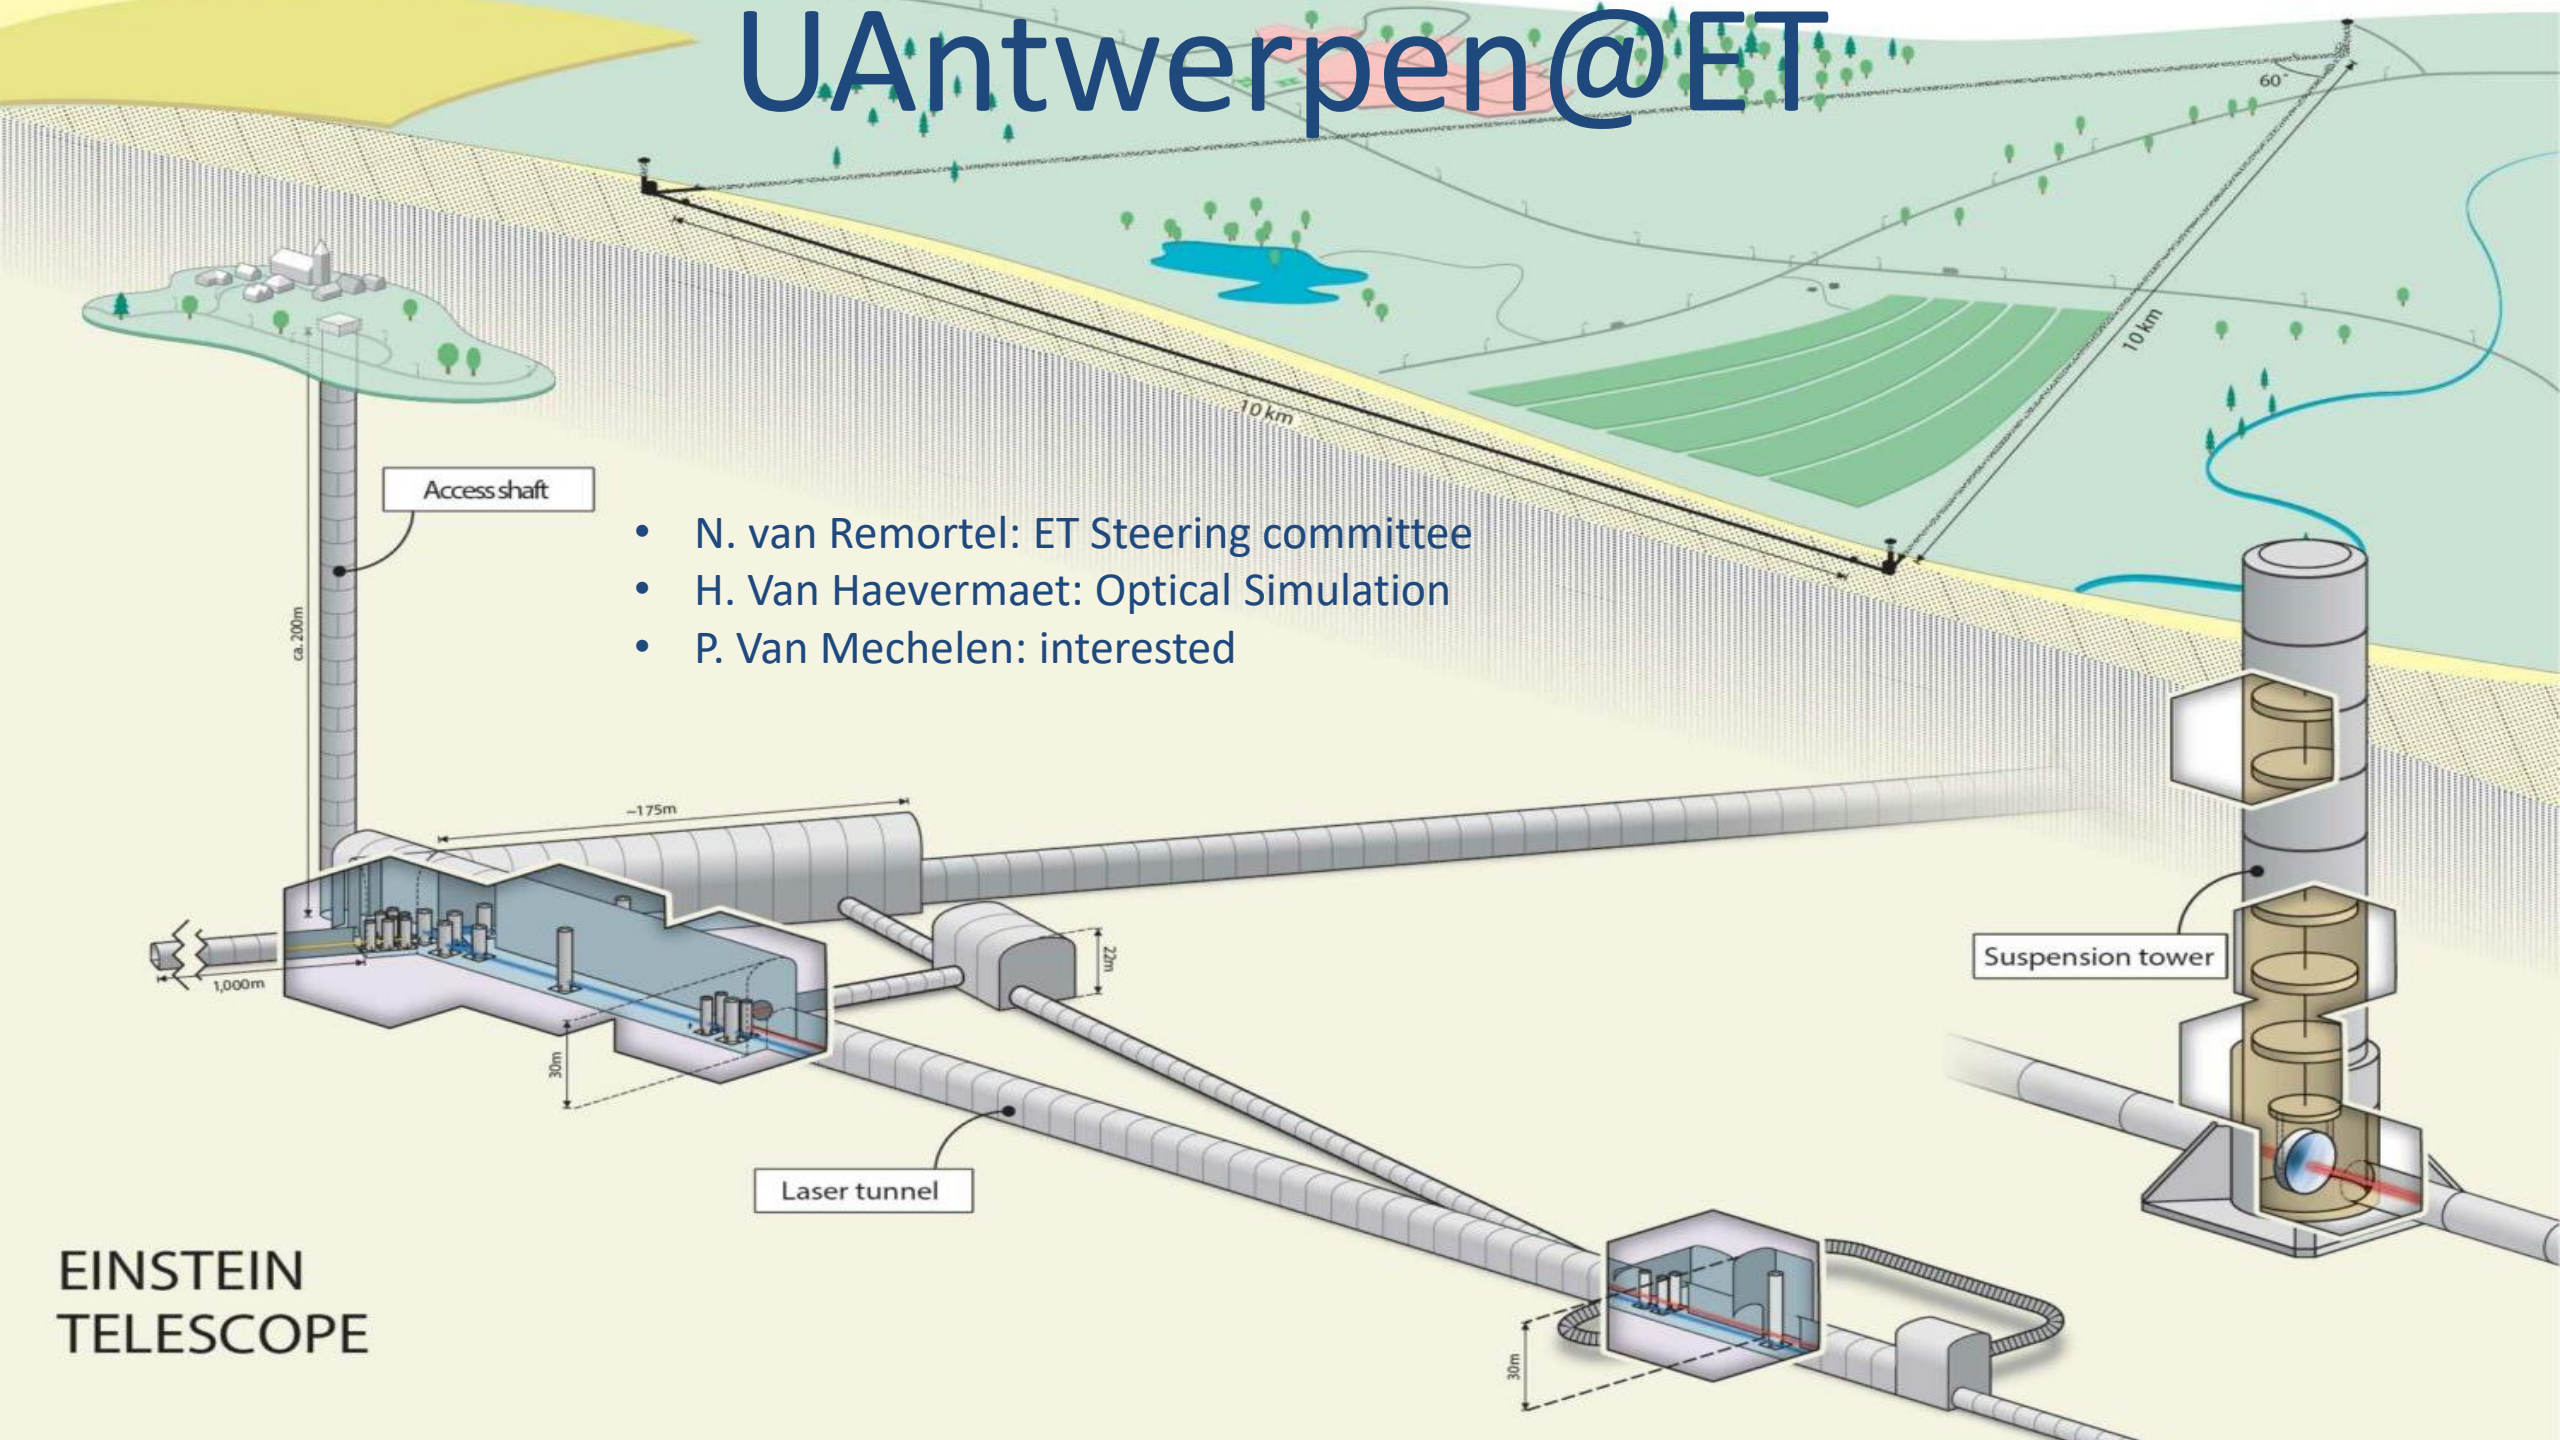 UAntwerpen@ET
60°
10 km
10 km
Access shaft
• N. van Remortel: ET Steering committee
• H. Van Haevermaet: Optical Simulation
• P. Van Mechelen: interested
ca. 200m
~175m
22m
Suspension tower
1,000m
30m
Laser tunnel
EINSTEIN
TELESCOPE
30m